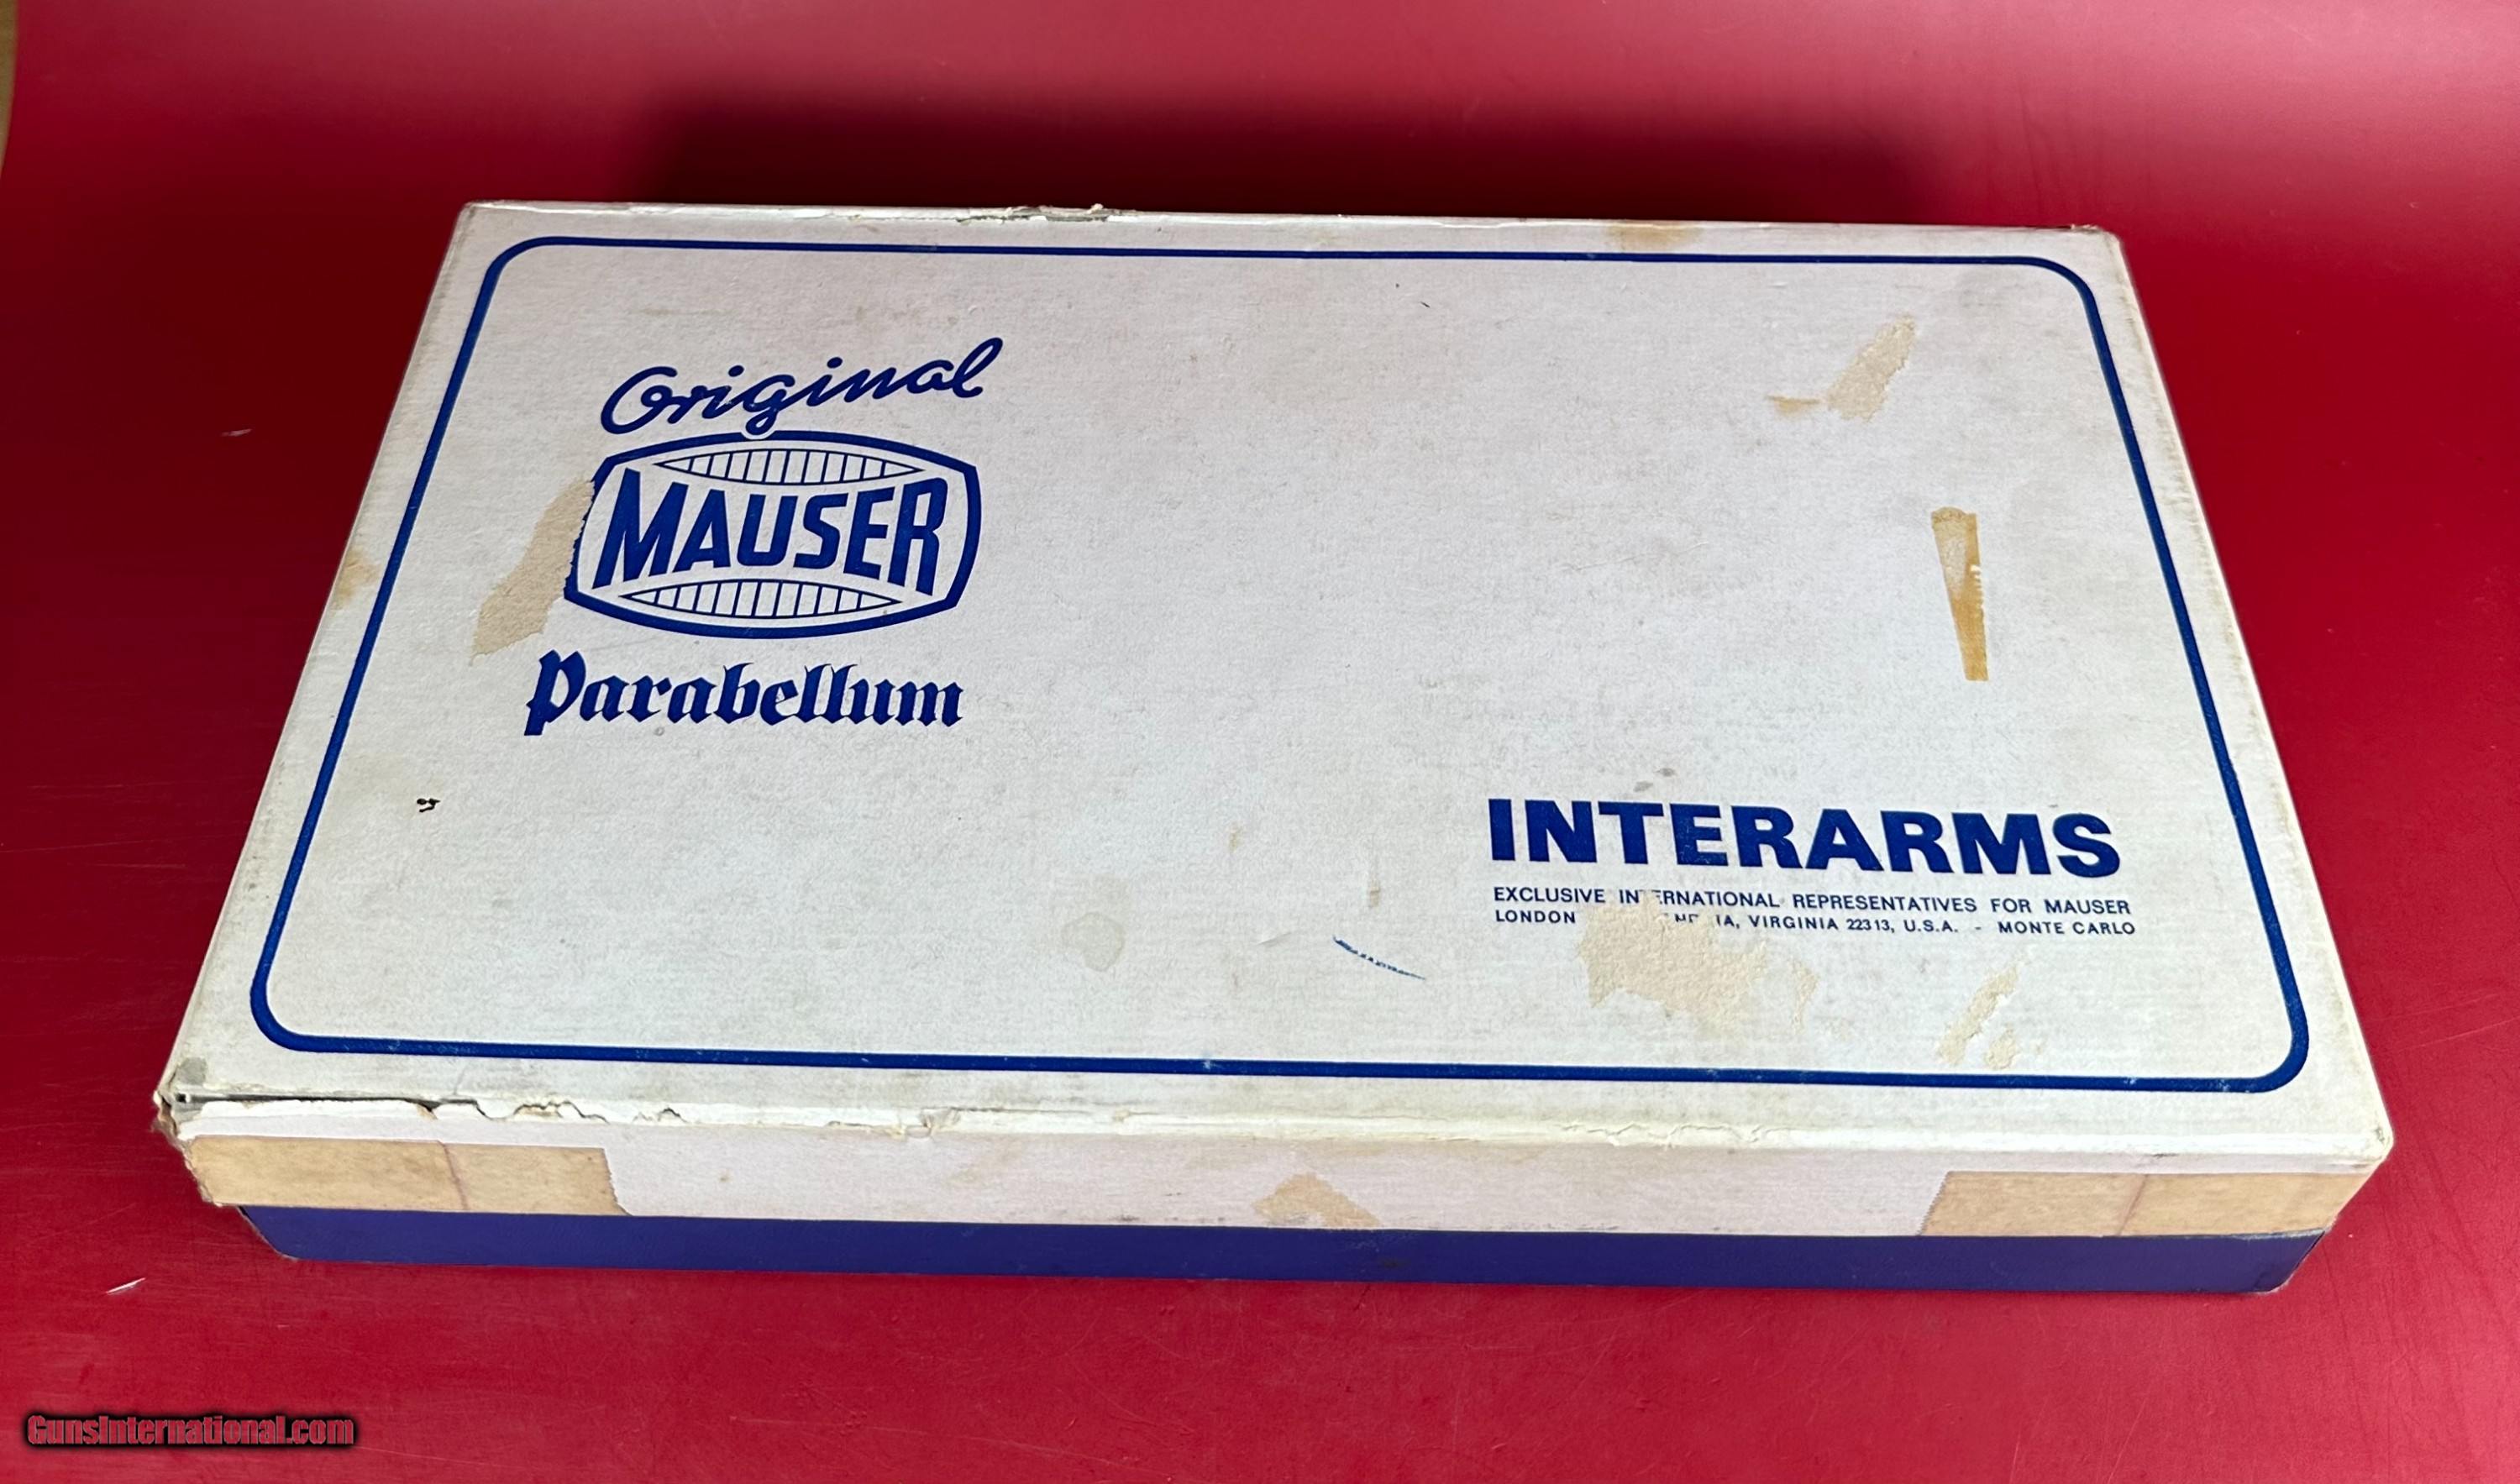 Original
MAUSER
Parabellum
INTERARMS
EXCLUSIVE INTERNATIONAL REPRESENTATIVES FOR MAUSER
LONDON VIRGINIA 22313, U.S.A. - MONTE CARLO
GunsInternational.com